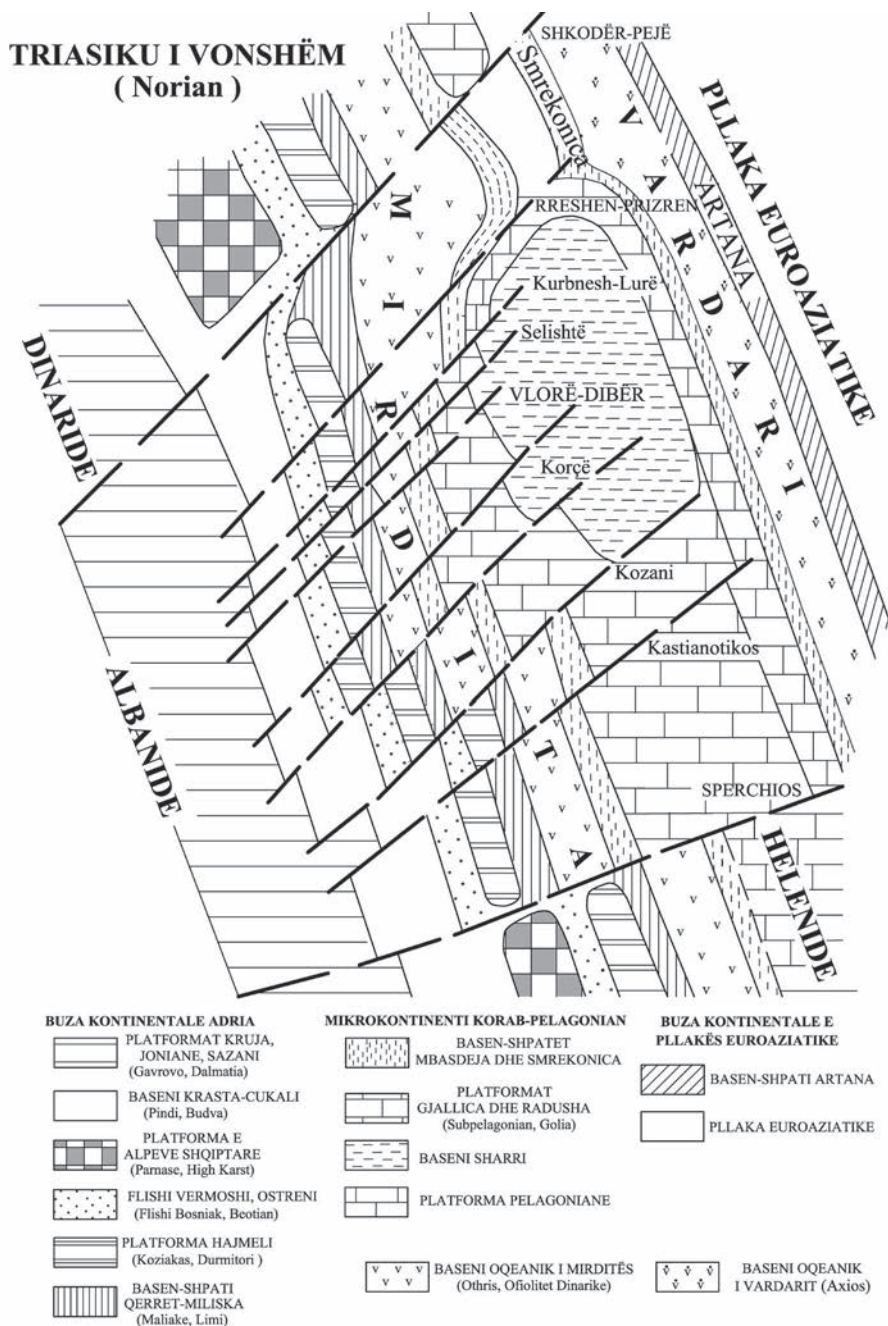 TRIASIKU I VONSHËM
( Norian )
SHKODËR-PEJË
Smrekonica
PLLAKA EUROAZIATIKE
VARDARI
ARTANA
MIRDITA
RRESHEN-PRIZREN
Kurbnesh-Lurë
Selishtë
VLORË-DIBËR
Korçë
Kozani
Kastianotikos
SPERCHIOS
DINARIDE
ALBANIDE
HELENIDE
BUZA KONTINENTALE ADRIA
PLATFORMAT KRUJA,
JONIANE, SAZANI
(Gavrovo, Dalmatia)
BASENI KRASTA-CUKALI
(Pindi, Budva)
PLATFORMA E
ALPEVE SHQIPTARE
(Parnase, High Karst)
FLISHI VERMOSHI, OSTRENI
(Flishi Bosniak, Beotian)
PLATFORMA HAJMELI
(Koziakas, Durmitori )
BASEN-SHPATI
QERRET-MILISKA
(Maliake, Limi)
MIKROKONTINENTI KORAB-PELAGONIAN
BASEN-SHPATET
MBASDEJA DHE SMREKONICA
PLATFORMAT
GJALLICA DHE RADUSHA
(Subpelagonian, Golia)
BASENI SHARRI
PLATFORMA PELAGONIANE
BASENI OQEANIK I MIRDITËS
(Othris, Ofiolitet Dinarike)
BUZA KONTINENTALE E
PLLAKËS EUROAZIATIKE
BASEN-SHPATI ARTANA
PLLAKA EUROAZIATIKE
BASENI OQEANIK
I VARDARIT (Axios)